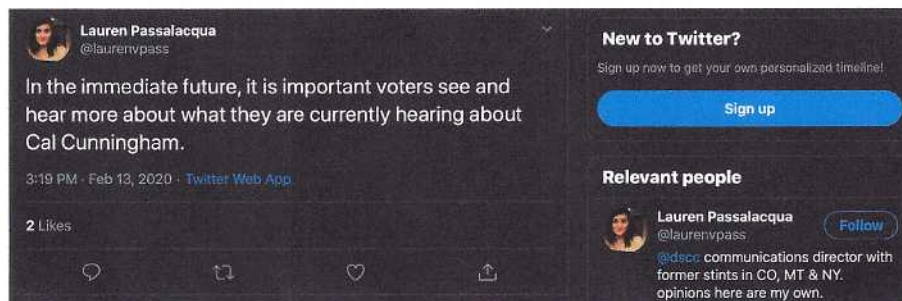 Lauren Passalacqua
@laurenvpass
In the immediate future, it is important voters see and
hear more about what they are currently hearing about
Cal Cunningham.
3:19 PM · Feb 13, 2020 · Twitter Web App
2 Likes
New to Twitter?
Sign up now to get your own personalized timeline!
Sign up
Relevant people
Lauren Passalacqua
@laurenvpass
Follow
@dscc communications director with
former stints in CO, MT & NY.
opinions here are my own.